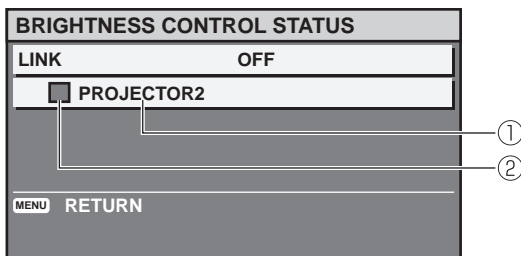 BRIGHTNESS CONTROL STATUS
LINK OFF
PROJECTOR2
①
②
MENU RETURN